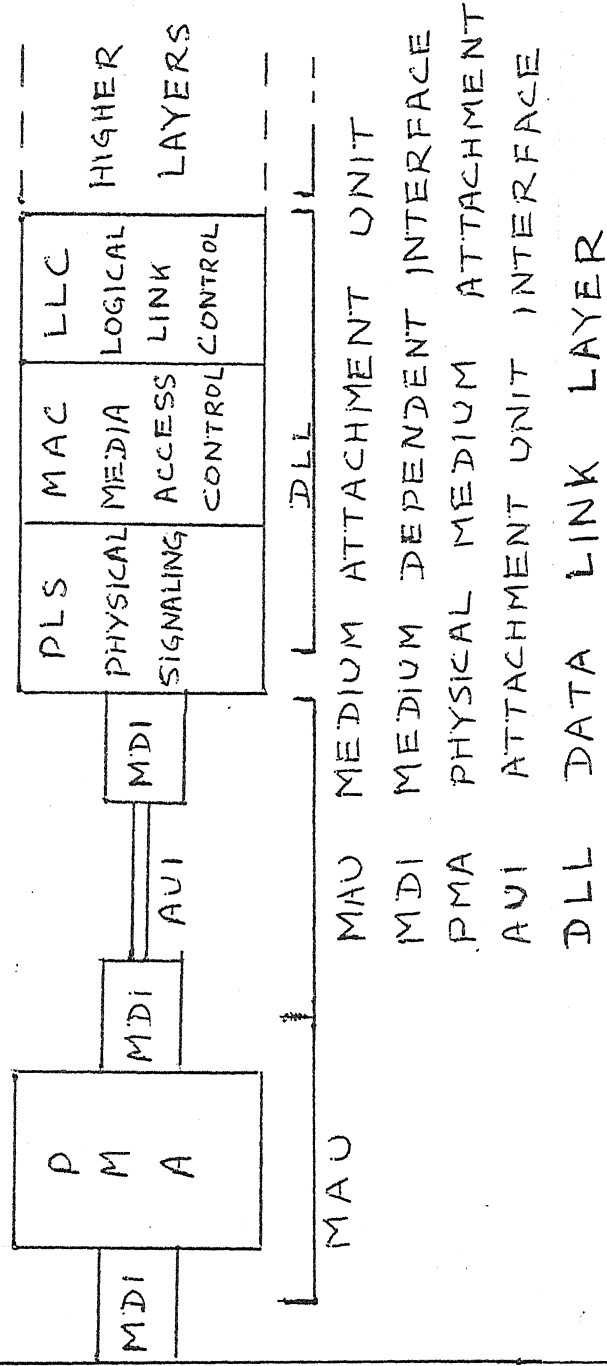 MDI
P
M
A
MDI
AUI
MDI
PLS
PHYSICAL
SIGNALING
MAC
MEDIA
ACCESS
CONTROL
LLC
LOGICAL
LINK
CONTROL
HIGHER
LAYERS
MAU
DLL
MAU MEDIUM ATTACHMENT UNIT
MDI MEDIUM DEPENDENT INTERFACE
PMA PHYSICAL MEDIUM ATTACHMENT
AUI ATTACHMENT UNIT INTERFACE
DLL DATA LINK LAYER